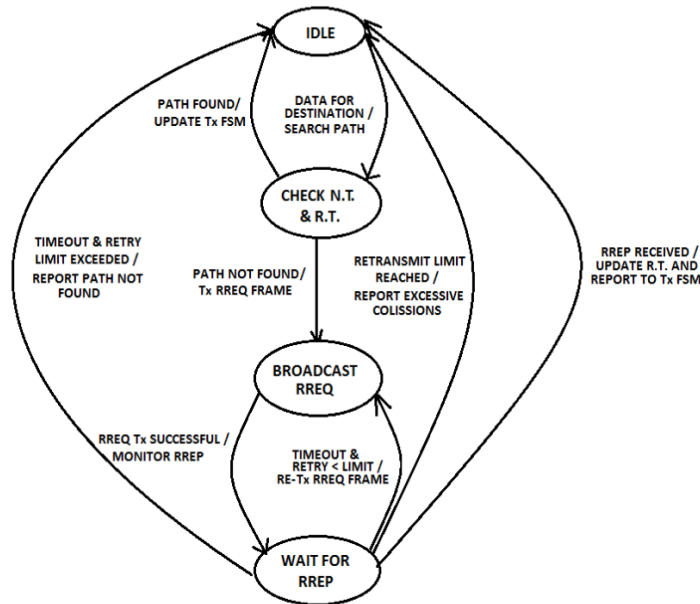 IDLE
PATH FOUND/
UPDATE Tx FSM
DATA FOR
DESTINATION /
SEARCH PATH
CHECK N.T.
& R.T.
TIMEOUT & RETRY
LIMIT EXCEEDED /
REPORT PATH NOT
FOUND
PATH NOT FOUND/
Tx RREQ FRAME
RETRANSMIT LIMIT
REACHED /
REPORT EXCESSIVE
COLISSIONS
RREP RECEIVED /
UPDATE R.T. AND
REPORT TO Tx FSM
BROADCAST
RREQ
RREQ Tx SUCCESSFUL /
MONITOR RREP
TIMEOUT &
RETRY < LIMIT /
RE-Tx RREQ FRAME
WAIT FOR
RREP